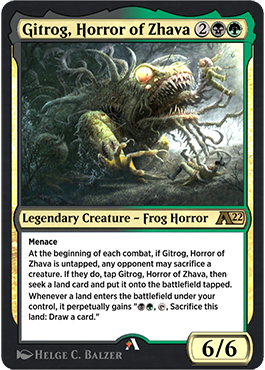 Gitrog, Horror of Zhava 2
Legendary Creature – Frog Horror A22
Menace
At the beginning of each combat, if Gitrog, Horror of
Zhava is untapped, any opponent may sacrifice a
creature. If they do, tap Gitrog, Horror of Zhava, then
seek a land card and put it onto the battlefield tapped.
Whenever a land enters the battlefield under your
control, it perpetually gains ", , Sacrifice this
land: Draw a card."
HELGE C. BALZER
6/6